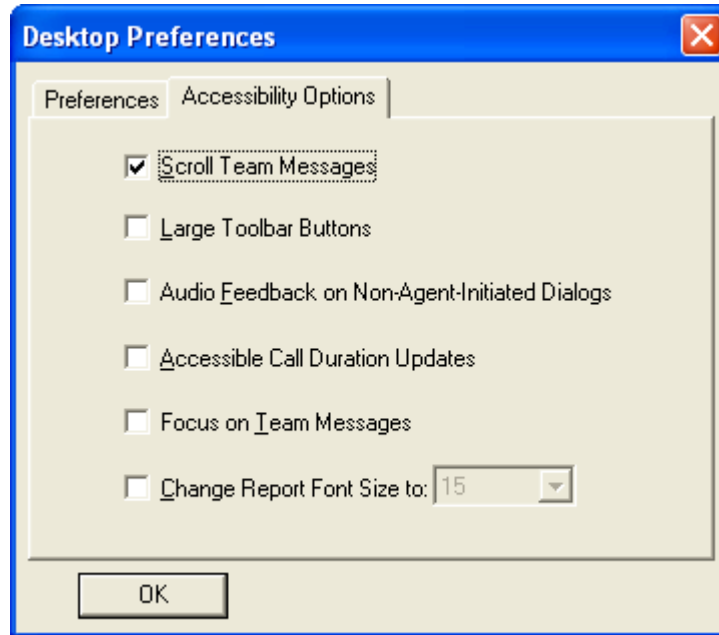 Desktop Preferences
Preferences Accessibility Options
Scroll Team Messages
Large Toolbar Buttons
Audio Feedback on Non-Agent-Initiated Dialogs
Accessible Call Duration Updates
Focus on Team Messages
Change Report Font Size to: 15
OK